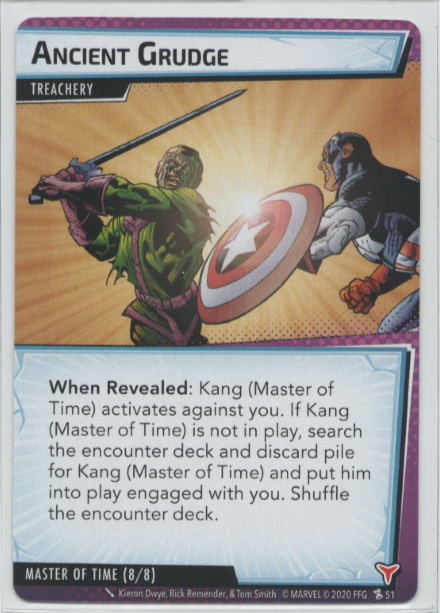 ANCIENT GRUDGE
TREACHERY
When Revealed: Kang (Master of
Time) activates against you. If Kang
(Master of Time) is not in play, search
the encounter deck and discard pile
for Kang (Master of Time) and put him
into play engaged with you. Shuffle
the encounter deck.
MASTER OF TIME (8/8)
Kieron Dwye, Rick Remender, & Tom Smith © MARVEL © 2020 FFG 51